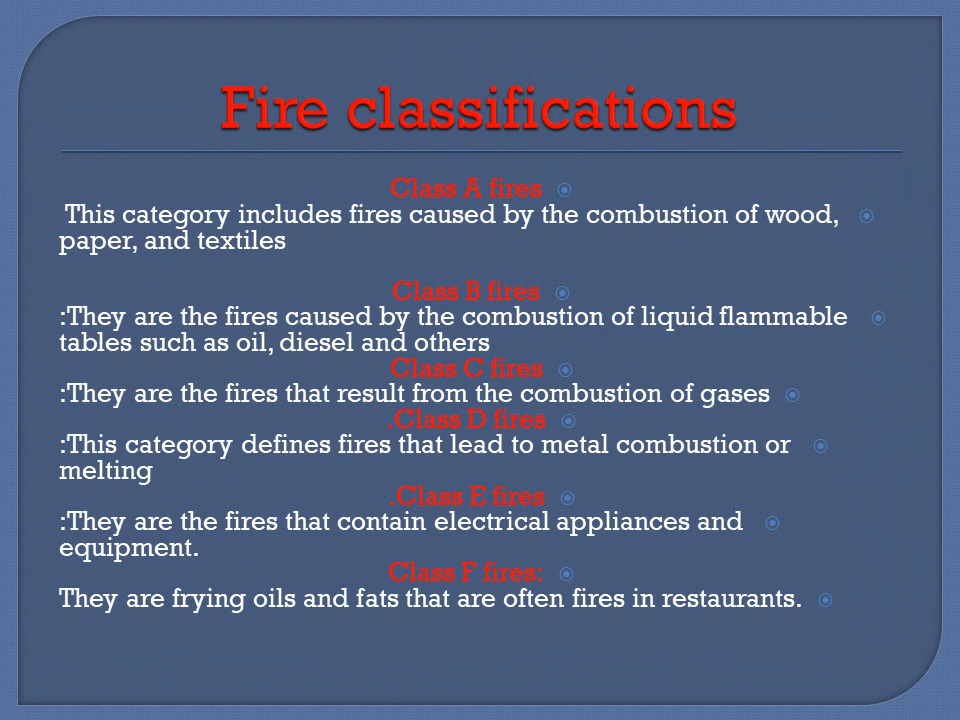 Fire classifications
Class A fires
This category includes fires caused by the combustion of wood,
paper, and textiles
Class B fires
:They are the fires caused by the combustion of liquid flammable
tables such as oil, diesel and others
Class C fires
:They are the fires that result from the combustion of gases
.Class D fires
:This category defines fires that lead to metal combustion or
melting
.Class E fires
:They are the fires that contain electrical appliances and
equipment.
Class F fires:
They are frying oils and fats that are often fires in restaurants.